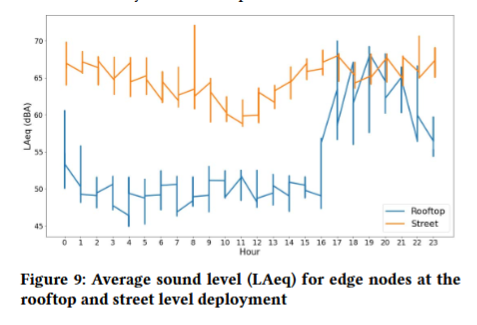 70
65
60
55
50
45
LAeq (dBA)
0 1 2 3 4 5 6 7 8 9 10 11 12 13 14 15 16 17 18 19 20 21 22 23
Hour
Rooftop
Street
Figure 9: Average sound level (LAeq) for edge nodes at the
rooftop and street level deployment